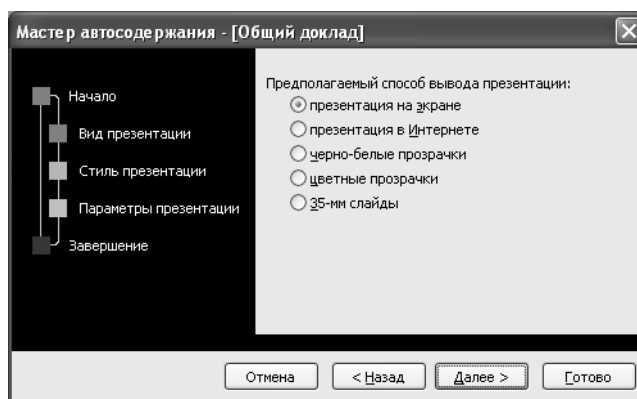 Мастер автосодержания - [Общий доклад]
Начало
Вид презентации
Стиль презентации
Параметры презентации
Завершение
Предполагаемый способ вывода презентации:
презентация на экране
презентация в Интернете
черно-белые прозрачки
цветные прозрачки
35-мм слайды
Отмена
< Назад
Далее >
Готово